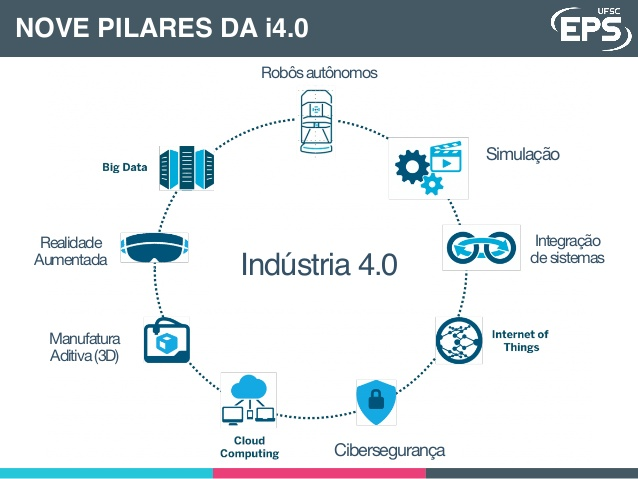 NOVE PILARES DA i4.0
UFSC
EPS
Robôs autônomos
Simulação
Big Data
Integração
de sistemas
Realidade
Aumentada
Indústria 4.0
Internet of
Things
Manufatura
Aditiva (3D)
Cloud
Computing
Cibersegurança